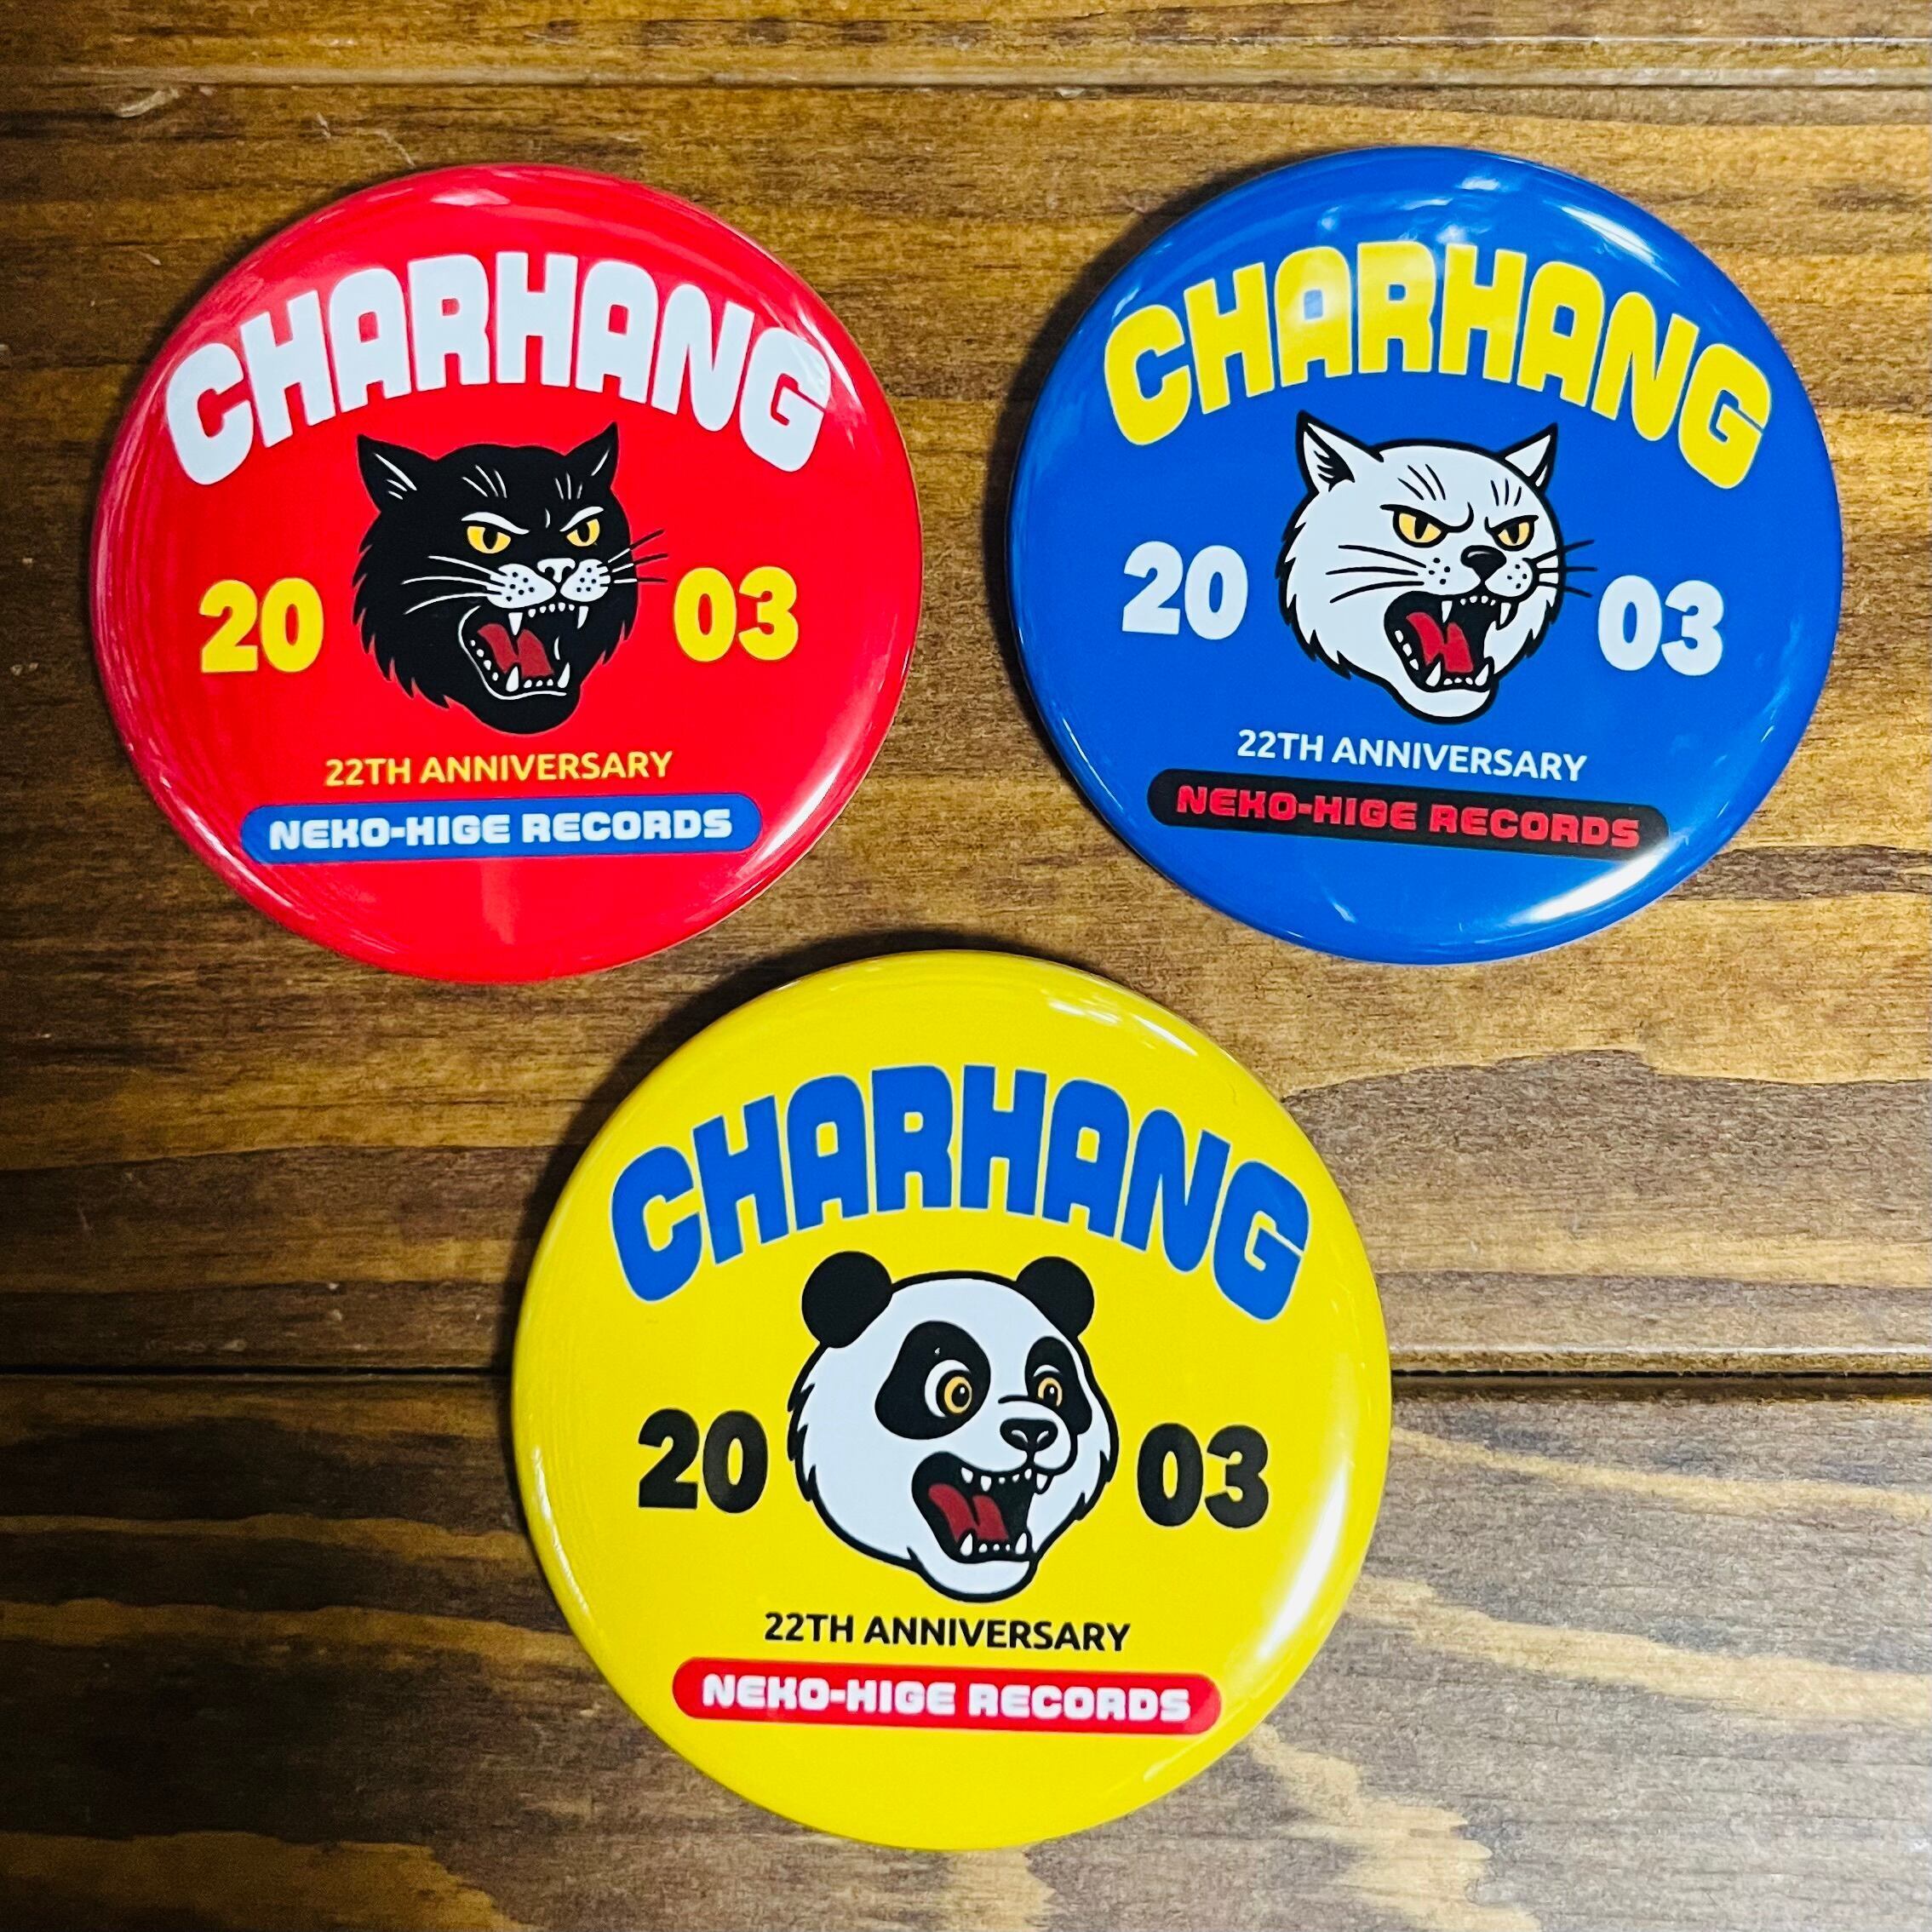 CHARHANG
20 03
22TH ANNIVERSARY
NEKO-HIGE RECORDS
CHARHANG
20 03
22TH ANNIVERSARY
NEKO-HIGE RECORDS
CHARHANG
20 03
22TH ANNIVERSARY
NEKO-HIGE RECORDS